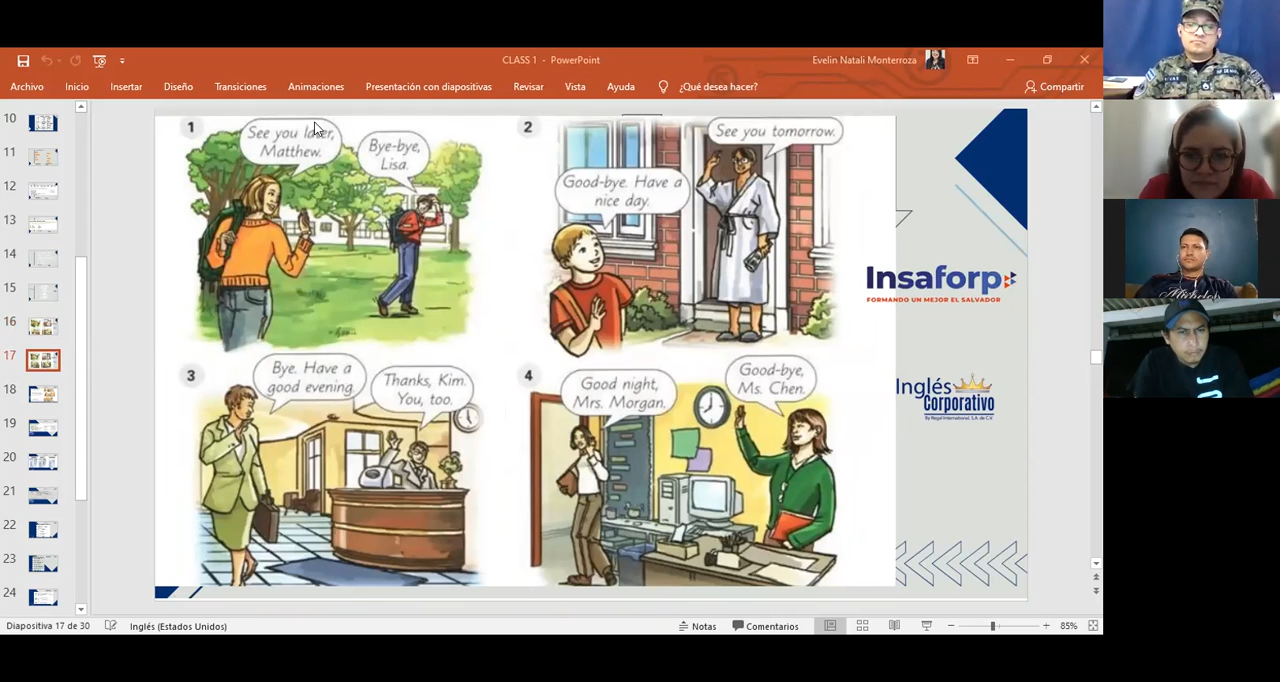 CLASS 1 - PowerPoint
Evelin Natali Monterroza
Archivo
Inicio
Insertar
Diseño
Transiciones
Animaciones
Presentación con diapositivas
Revisar
Vista
Ayuda
¿Qué desea hacer?
Compartir
10
11
12
13
14
15
16
17
18
19
20
21
22
23
24
1
See you later,
Matthew.
Bye-bye,
Lisa.
2
Good-bye. Have a
nice day.
See you tomorrow.
3
Bye. Have a
good evening.
Thanks, Kim.
You, too.
4
Good night,
Mrs. Morgan.
Good-bye,
Ms. Chen.
Insaforp
FORMANDO UN MEJOR EL SALVADOR
Inglés
Corporativo
By Regal International, S.A. de C.V.
Diapositiva 17 de 30
Inglés (Estados Unidos)
Notas
Comentarios
85%